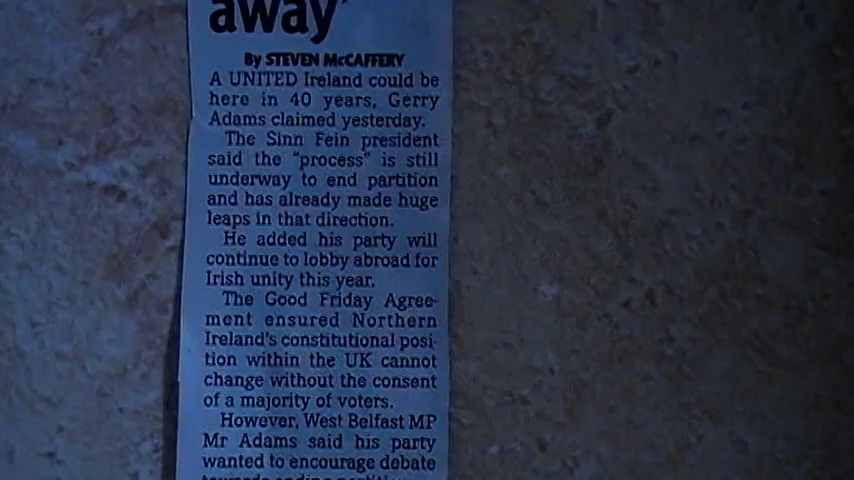 away'
By STEVEN McCAFFERY
A UNITED Ireland could be
here in 40 years, Gerry
Adams claimed yesterday.
The Sinn Fein president
said the "process" is still
underway to end partition
and has already made huge
leaps in that direction.
He added his party will
continue to lobby abroad for
Irish unity this year.
The Good Friday Agree-
ment ensured Northern
Ireland's constitutional posi-
tion within the UK cannot
change without the consent
of a majority of voters.
However, West Belfast MP
Mr Adams said his party
wanted to encourage debate
towards ending